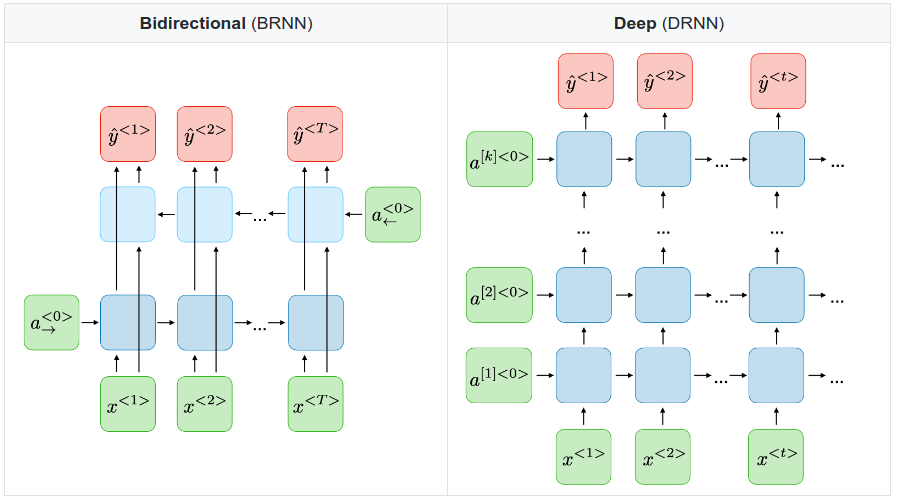 Bidirectional (BRNN)
Deep (DRNN)
ŷ<1> ŷ<2> ŷ<T>
a←<0>
...
a→<0>
...
x<1> x<2> x<T>
ŷ<1> ŷ<2> ŷ<t>
a[k]<0> ... ...
... ... ...
a[2]<0> ... ...
a[1]<0> ... ...
x<1> x<2> x<t>